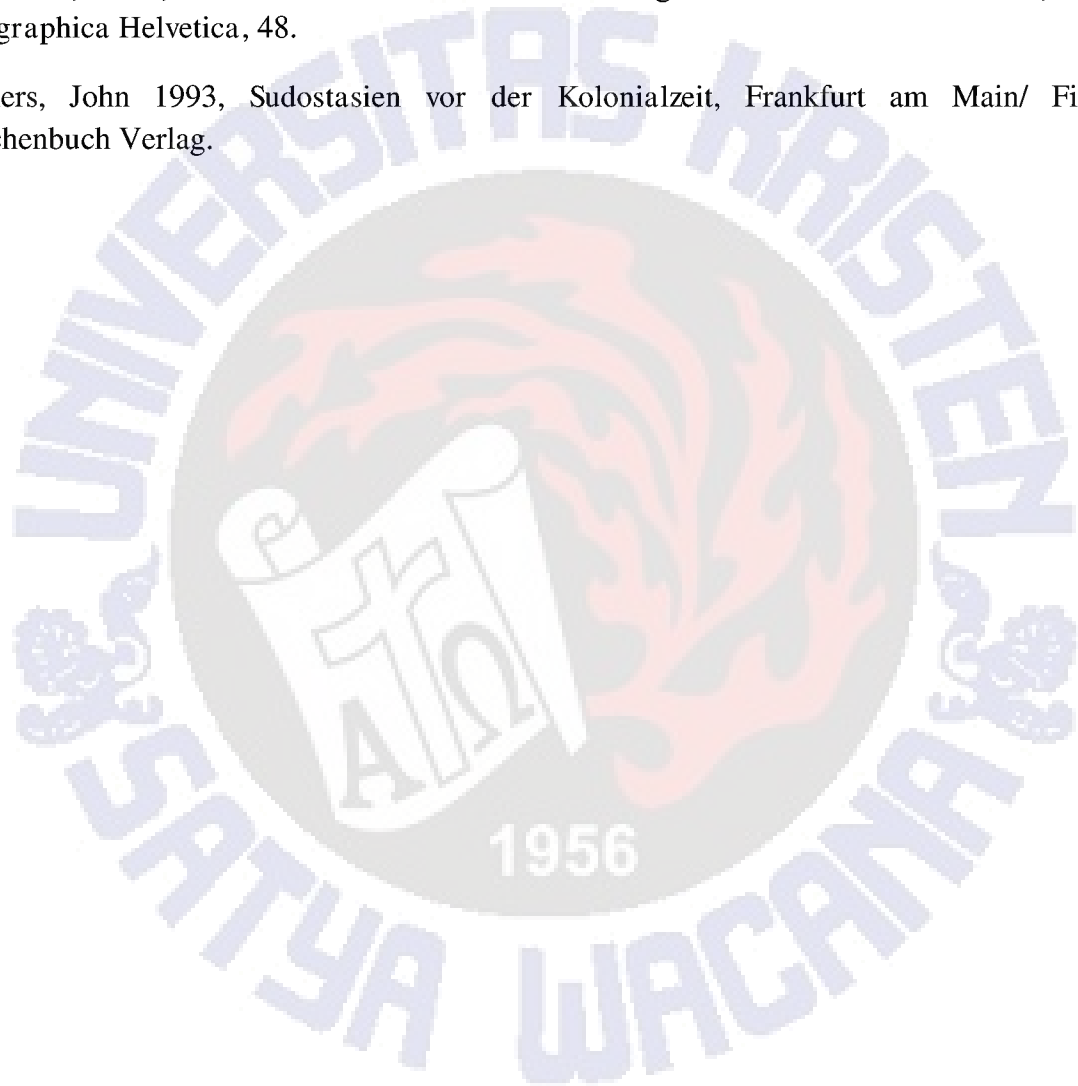 graphica Helvetica, 48.
ers, John 1993, Sudostasien vor der Kolonialzeit, Frankfurt am Main/ Fi
chenbuch Verlag.
UNIVERSITAS KRISTEN
Α Ω
1956
SATYA WACANA